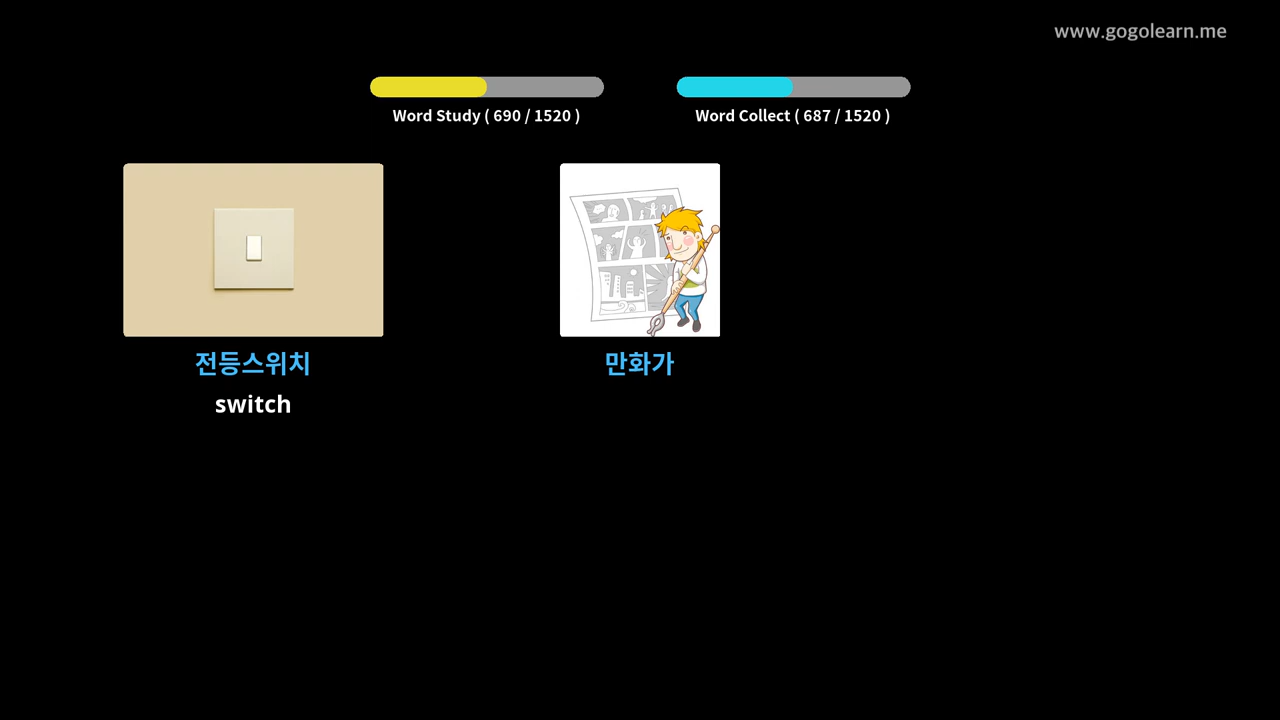 www.gogolearn.me
Word Study ( 690 / 1520 )
Word Collect ( 687 / 1520 )
전등스위치
switch
만화가